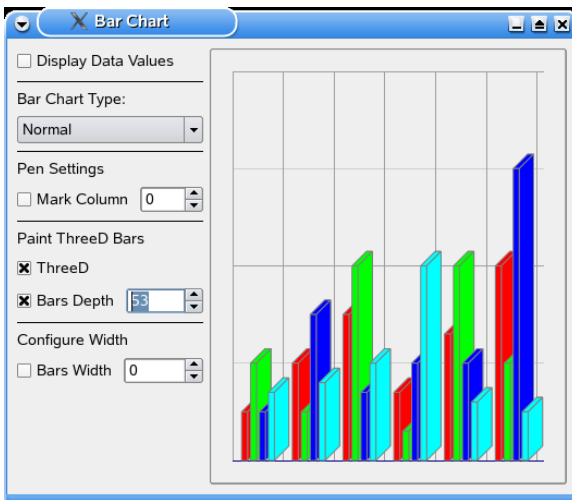 Bar Chart
Display Data Values
Bar Chart Type:
Normal
Pen Settings
Mark Column 0
Paint ThreeD Bars
ThreeD
Bars Depth 53
Configure Width
Bars Width 0